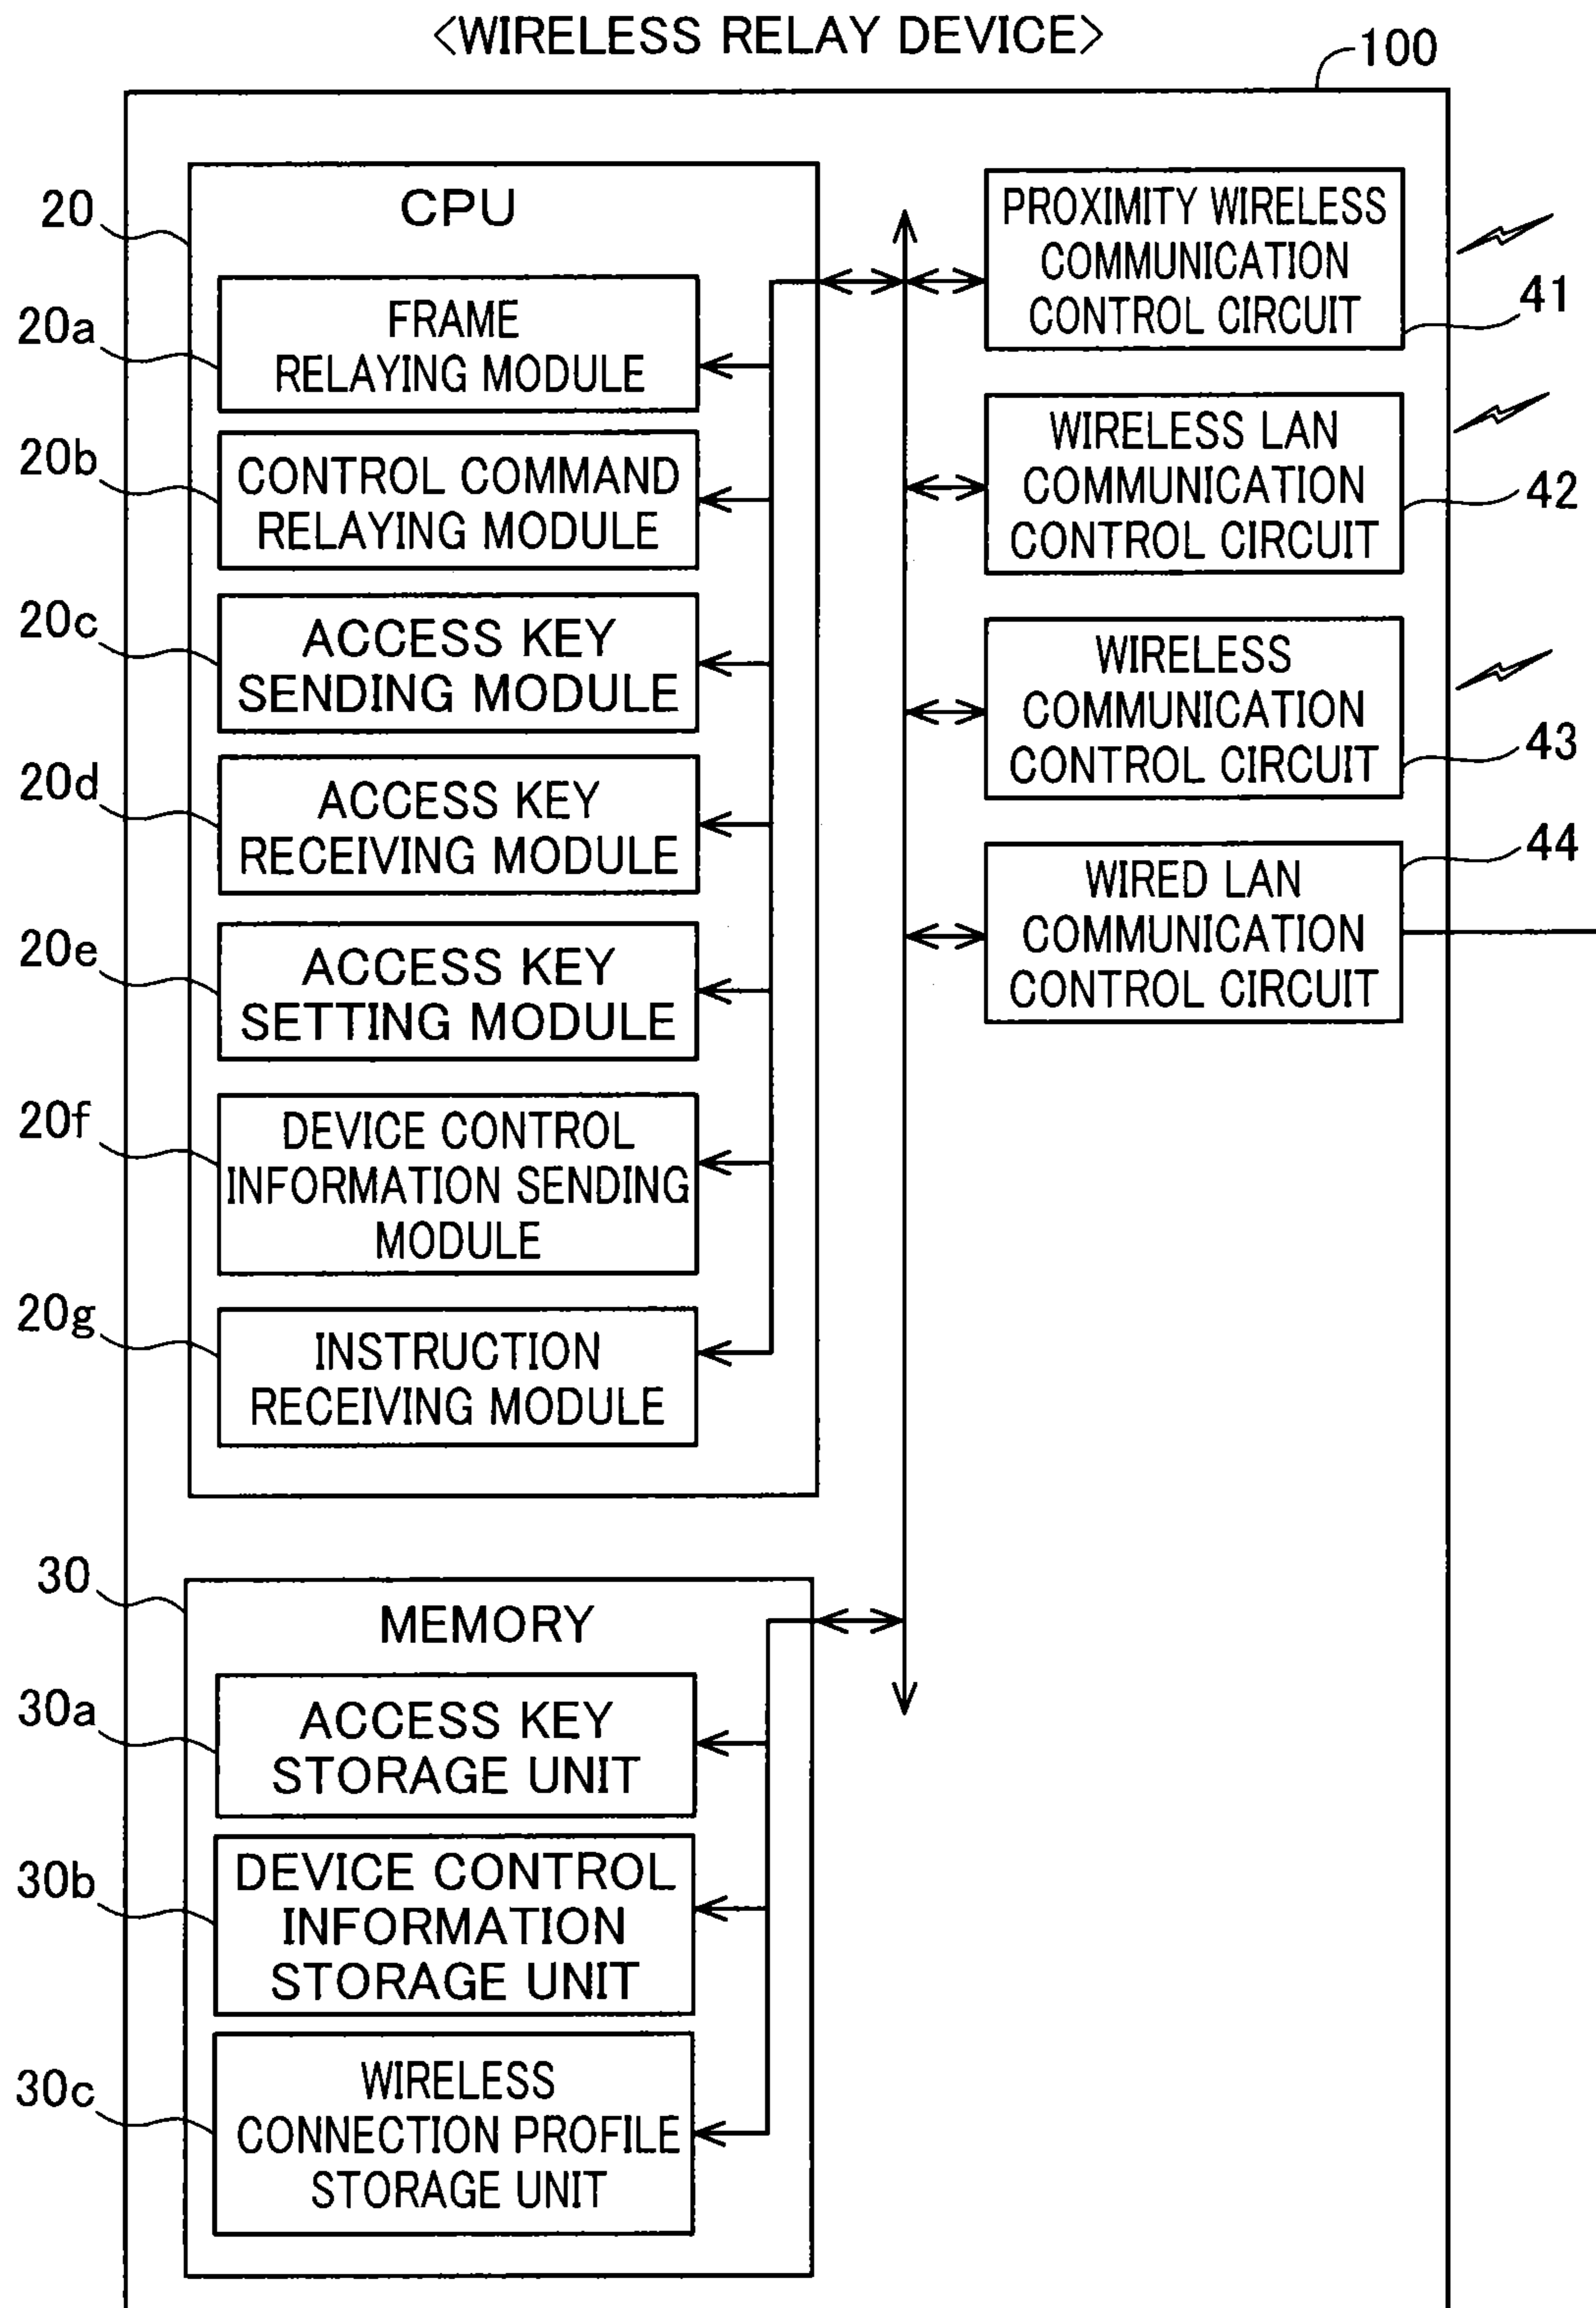 <WIRELESS RELAY DEVICE>
100
20
CPU
20a
FRAME
RELAYING MODULE
20b
CONTROL COMMAND
RELAYING MODULE
20c
ACCESS KEY
SENDING MODULE
20d
ACCESS KEY
RECEIVING MODULE
20e
ACCESS KEY
SETTING MODULE
20f
DEVICE CONTROL
INFORMATION SENDING
MODULE
20g
INSTRUCTION
RECEIVING MODULE
PROXIMITY WIRELESS
COMMUNICATION
CONTROL CIRCUIT
41
WIRELESS LAN
COMMUNICATION
CONTROL CIRCUIT
42
WIRELESS
COMMUNICATION
CONTROL CIRCUIT
43
WIRED LAN
COMMUNICATION
CONTROL CIRCUIT
44
30
MEMORY
30a
ACCESS KEY
STORAGE UNIT
30b
DEVICE CONTROL
INFORMATION
STORAGE UNIT
30c
WIRELESS
CONNECTION PROFILE
STORAGE UNIT